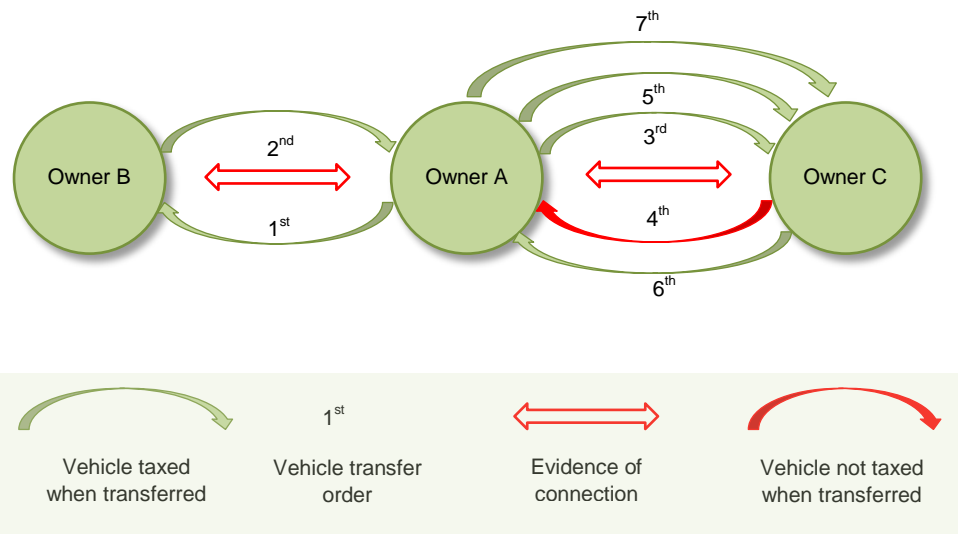 7th
5th
3rd
2nd
Owner B
Owner A
Owner C
4th
1st
6th
1st
Vehicle taxed
when transferred
Vehicle transfer
order
Evidence of
connection
Vehicle not taxed
when transferred